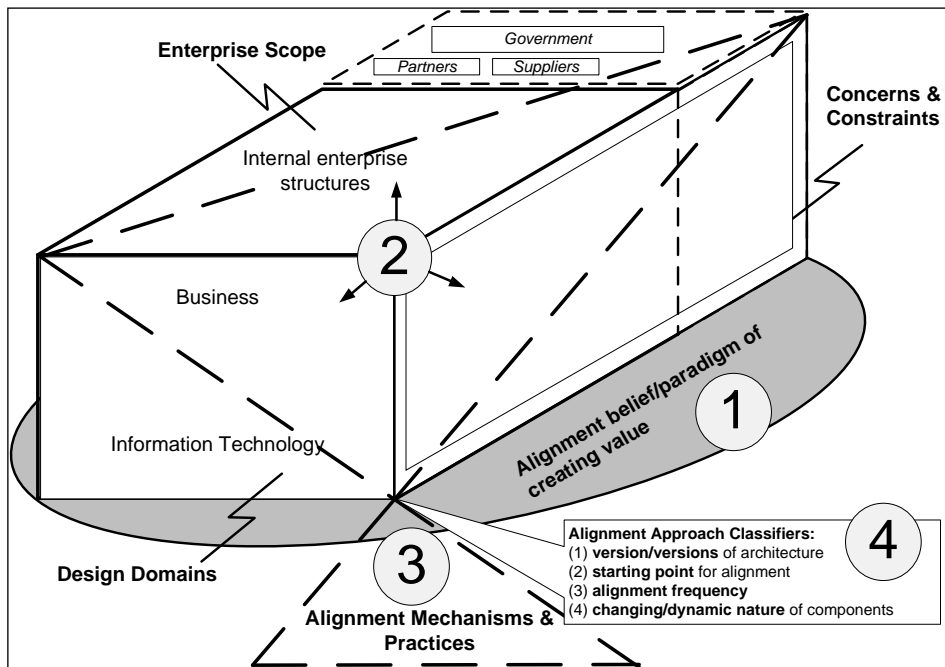 Government
Enterprise Scope
Partners
Suppliers
Concerns &
Constraints
Internal enterprise
structures
2
Business
Alignment belief/paradigm of
creating value
1
Information Technology
Alignment Approach Classifiers:
(1) version/versions of architecture
(2) starting point for alignment
(3) alignment frequency
(4) changing/dynamic nature of components
4
3
Design Domains
Alignment Mechanisms &
Practices